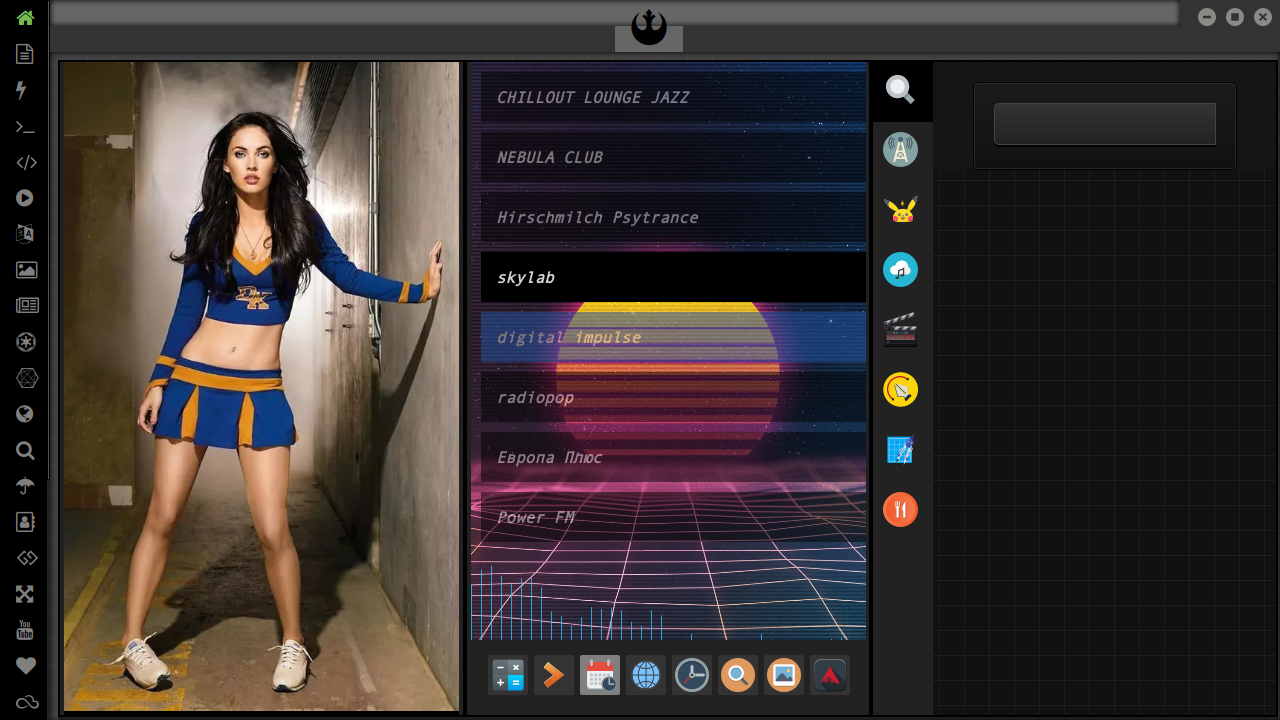 CHILLOUT LOUNGE JAZZ
NEBULA CLUB
Hirschmilch Psytrance
skylab
digital impulse
radiopop
Европа Плюс
Power FM
You
Tube